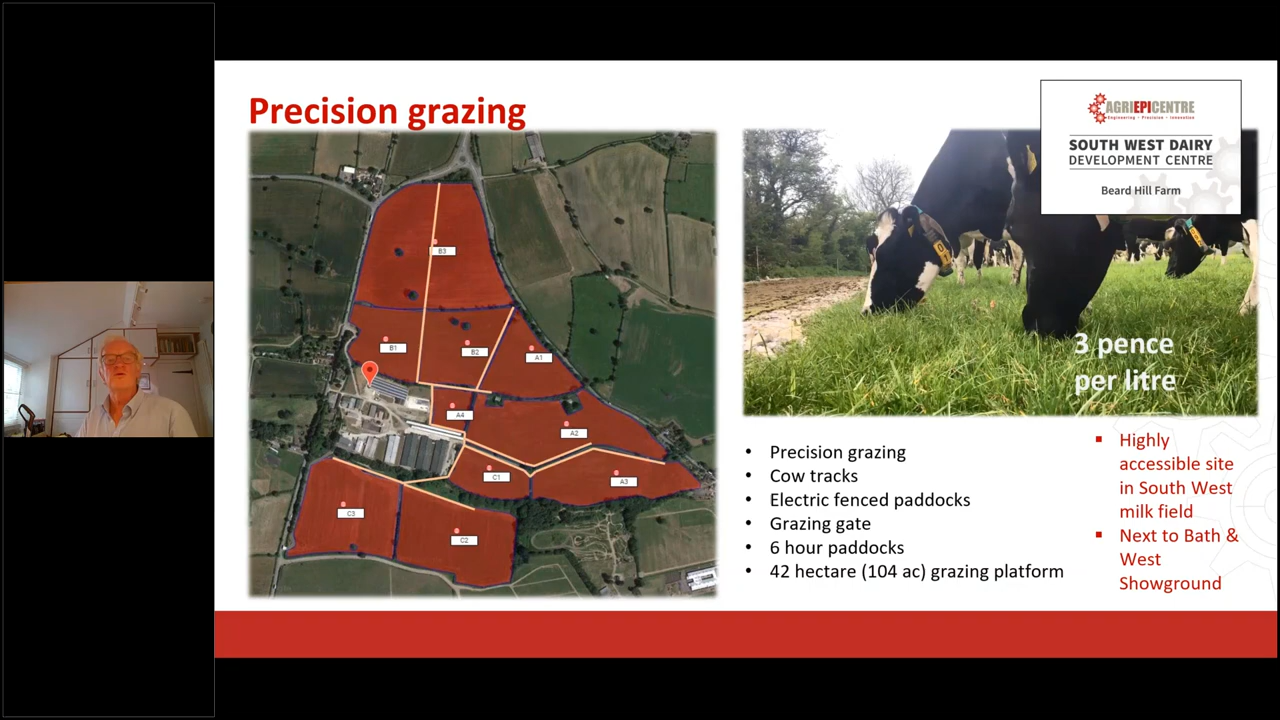 Precision grazing
AGRIEPICENTRE
Engineering • Precision • Innovation
SOUTH WEST DAIRY
DEVELOPMENT CENTRE
Beard Hill Farm
B3
B1
B2
A1
A4
A2
C1
A3
C3
C2
3 pence
per litre
• Precision grazing
• Cow tracks
• Electric fenced paddocks
• Grazing gate
• 6 hour paddocks
• 42 hectare (104 ac) grazing platform
▪ Highly
accessible site
in South West
milk field
▪ Next to Bath &
West
Showground